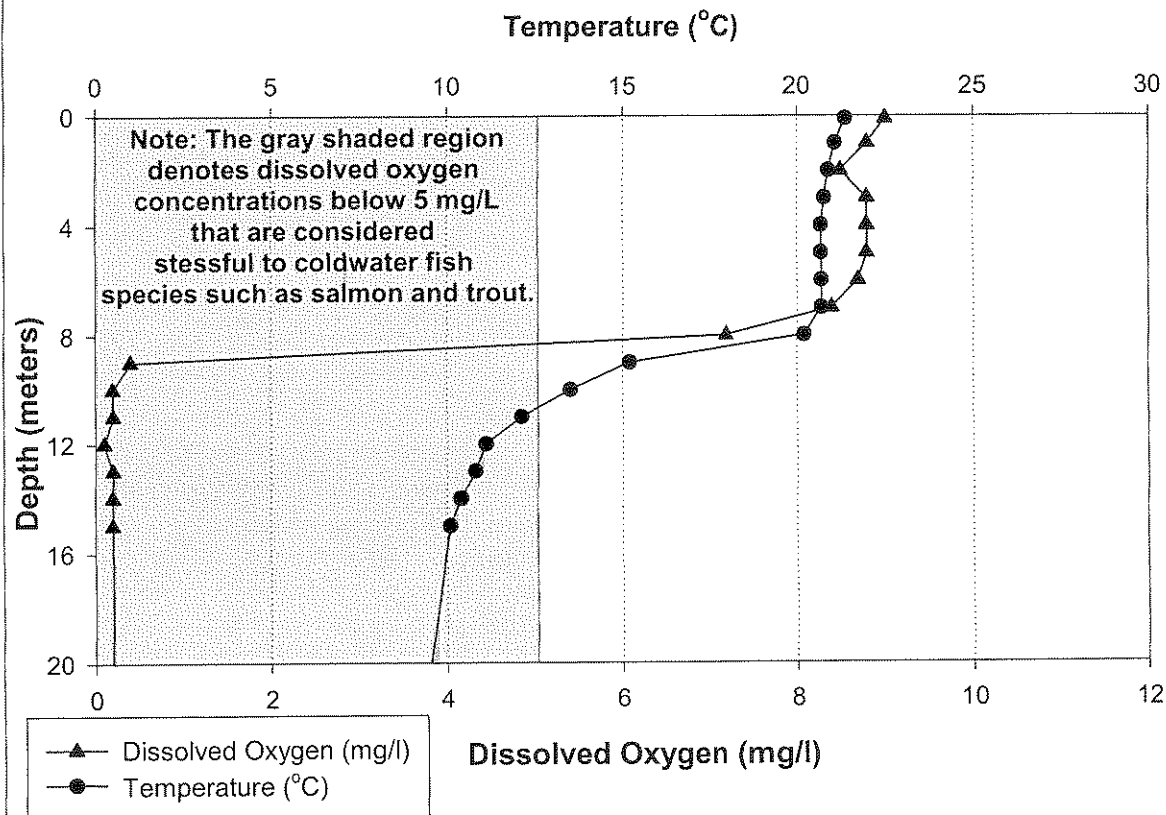 Temperature (°C)
0 5 10 15 20 25 30
Note: The gray shaded region
denotes dissolved oxygen
concentrations below 5 mg/L
that are considered
stessful to coldwater fish
species such as salmon and trout.
Depth (meters)
0
4
8
12
16
20
0 2 4 6 8 10 12
Dissolved Oxygen (mg/l)
Dissolved Oxygen (mg/l)
Temperature (°C)